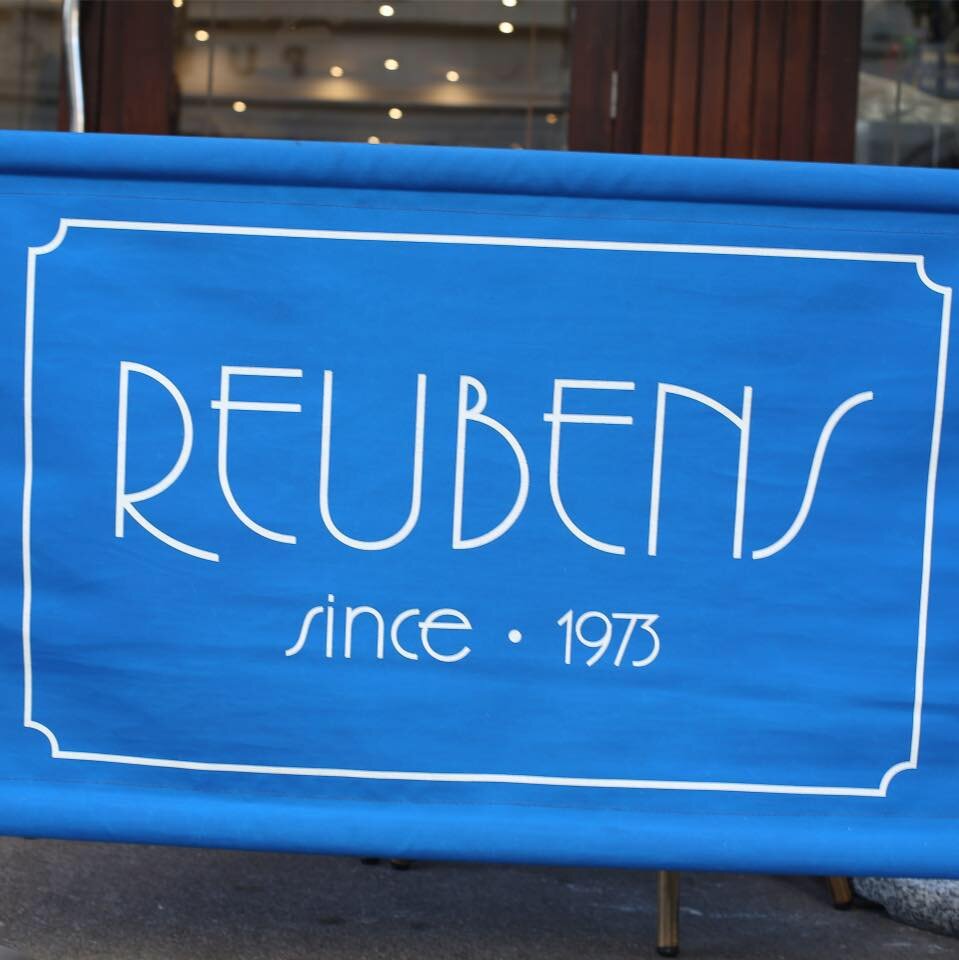 REUBENS
since • 1973